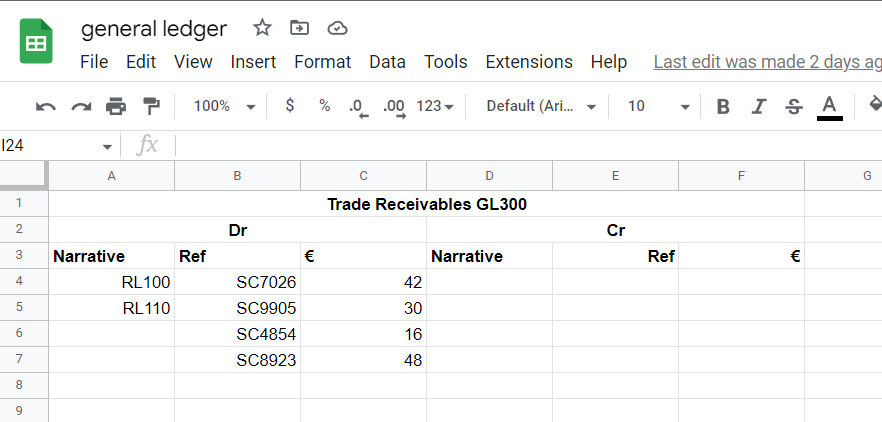 general ledger
File Edit View Insert Format Data Tools Extensions Help Last edit was made 2 days ag
100% $ % .0 .00 123 Default (Ari... 10 B I S A
I24 fx
A B C D E F G
1 Trade Receivables GL300
2 Dr Cr
3 Narrative Ref € Narrative Ref €
4 RL100 SC7026 42
5 RL110 SC9905 30
6 SC4854 16
7 SC8923 48
8
9